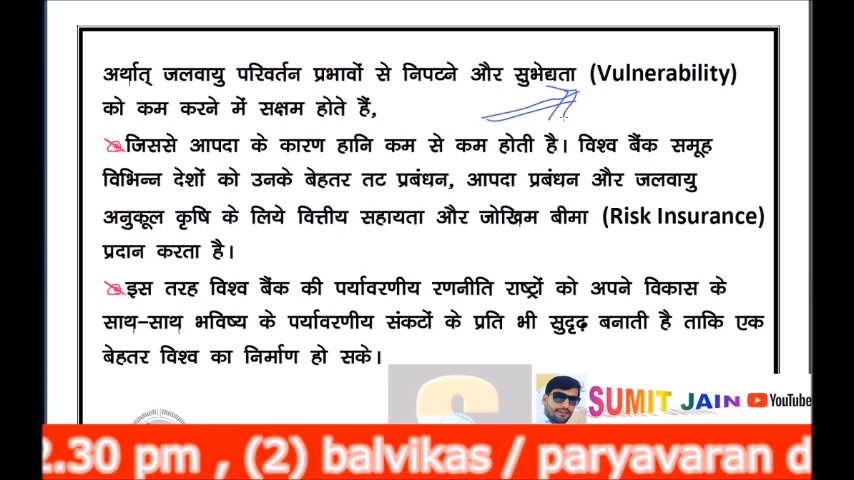 अर्थात् जलवायु परिवर्तन प्रभावों से निपटने और सुभेद्यता (Vulnerability)
को कम करने में सक्षम होते हैं,
जिससे आपदा के कारण हानि कम से कम होती है। विश्व बैंक समूह
विभिन्न देशों को उनके बेहतर तट प्रबंधन, आपदा प्रबंधन और जलवायु
अनुकूल कृषि के लिये वित्तीय सहायता और जोखिम बीमा (Risk Insurance)
प्रदान करता है।
इस तरह विश्व बैंक की पर्यावरणीय रणनीति राष्ट्रों को अपने विकास के
साथ-साथ भविष्य के पर्यावरणीय संकटों के प्रति भी सुदृढ़ बनाती है ताकि एक
बेहतर विश्व का निर्माण हो सके।
SUMIT JAIN YouTube
2.30 pm , (2) balvikas / paryavaran d